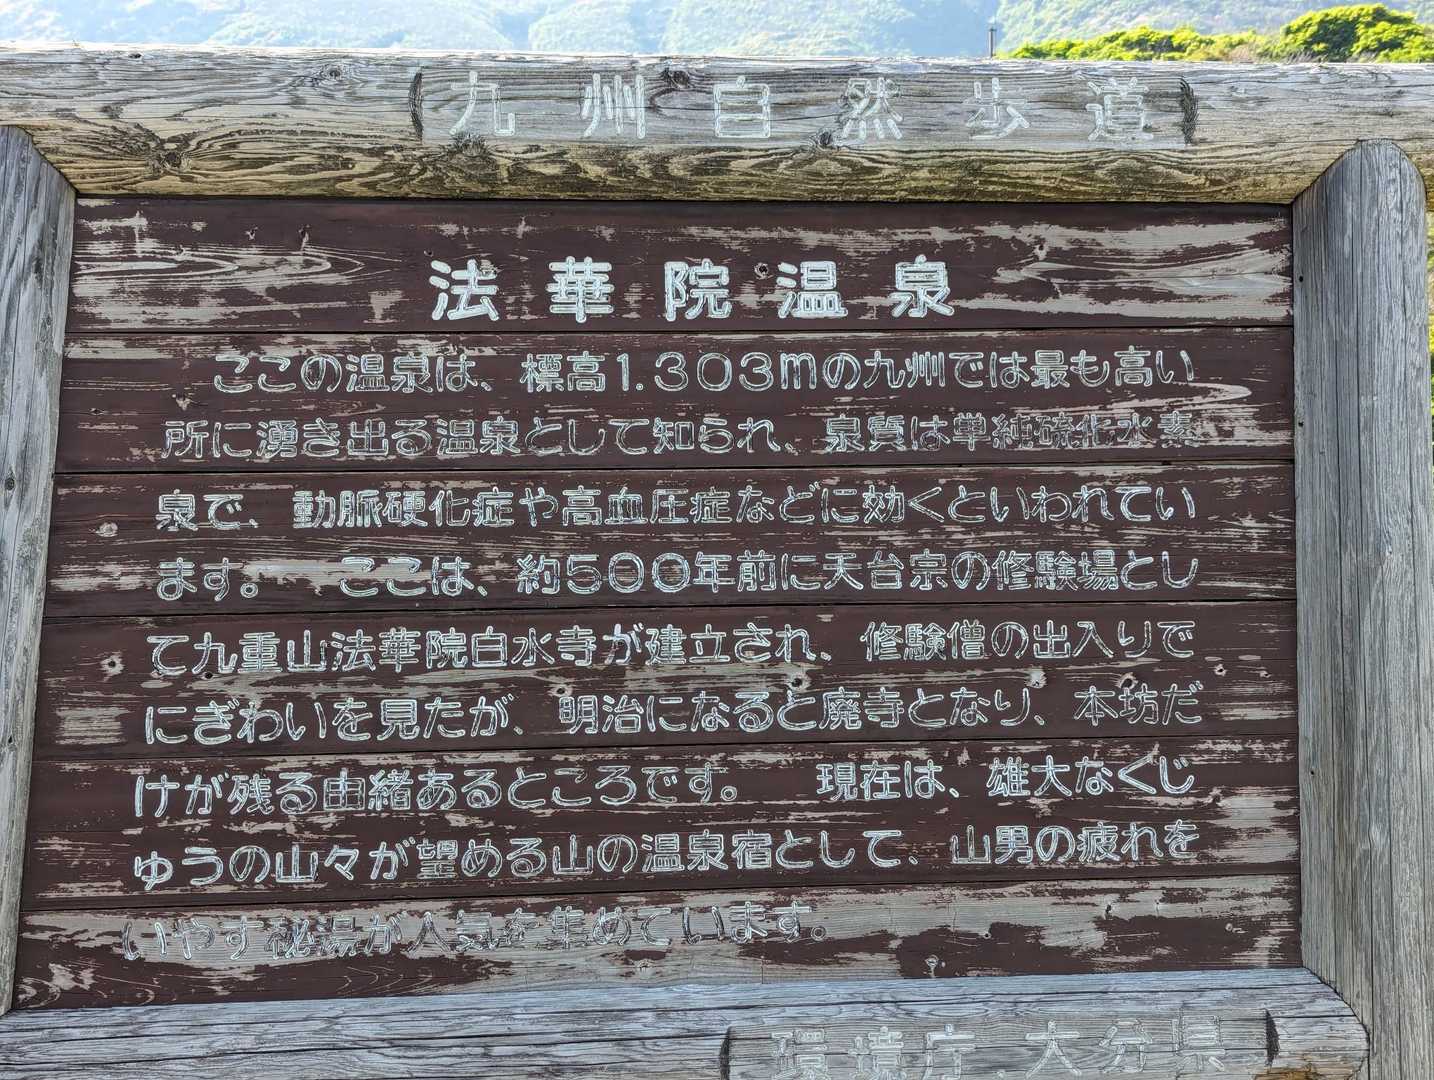 九州自然歩道
法華院温泉
ここの温泉は、標高1.303mの九州では最も高い
所に湧き出る温泉として知られ、泉質は単純硫化水素
泉で、動脈硬化症や高血圧症などに効くといわれてい
ます。 ここは、約500年前に天台宗の修験場とし
て九重山法華院白水寺が建立され、修験僧の出入りで
にぎわいを見たが、明治になると廃寺となり、本坊だ
けが残る由緒あるところです。 現在は、雄大なくじ
ゅうの山々が望める山の温泉宿として、山男の疲れを
いやす秘湯が人気を集めています。
環境庁.大分県